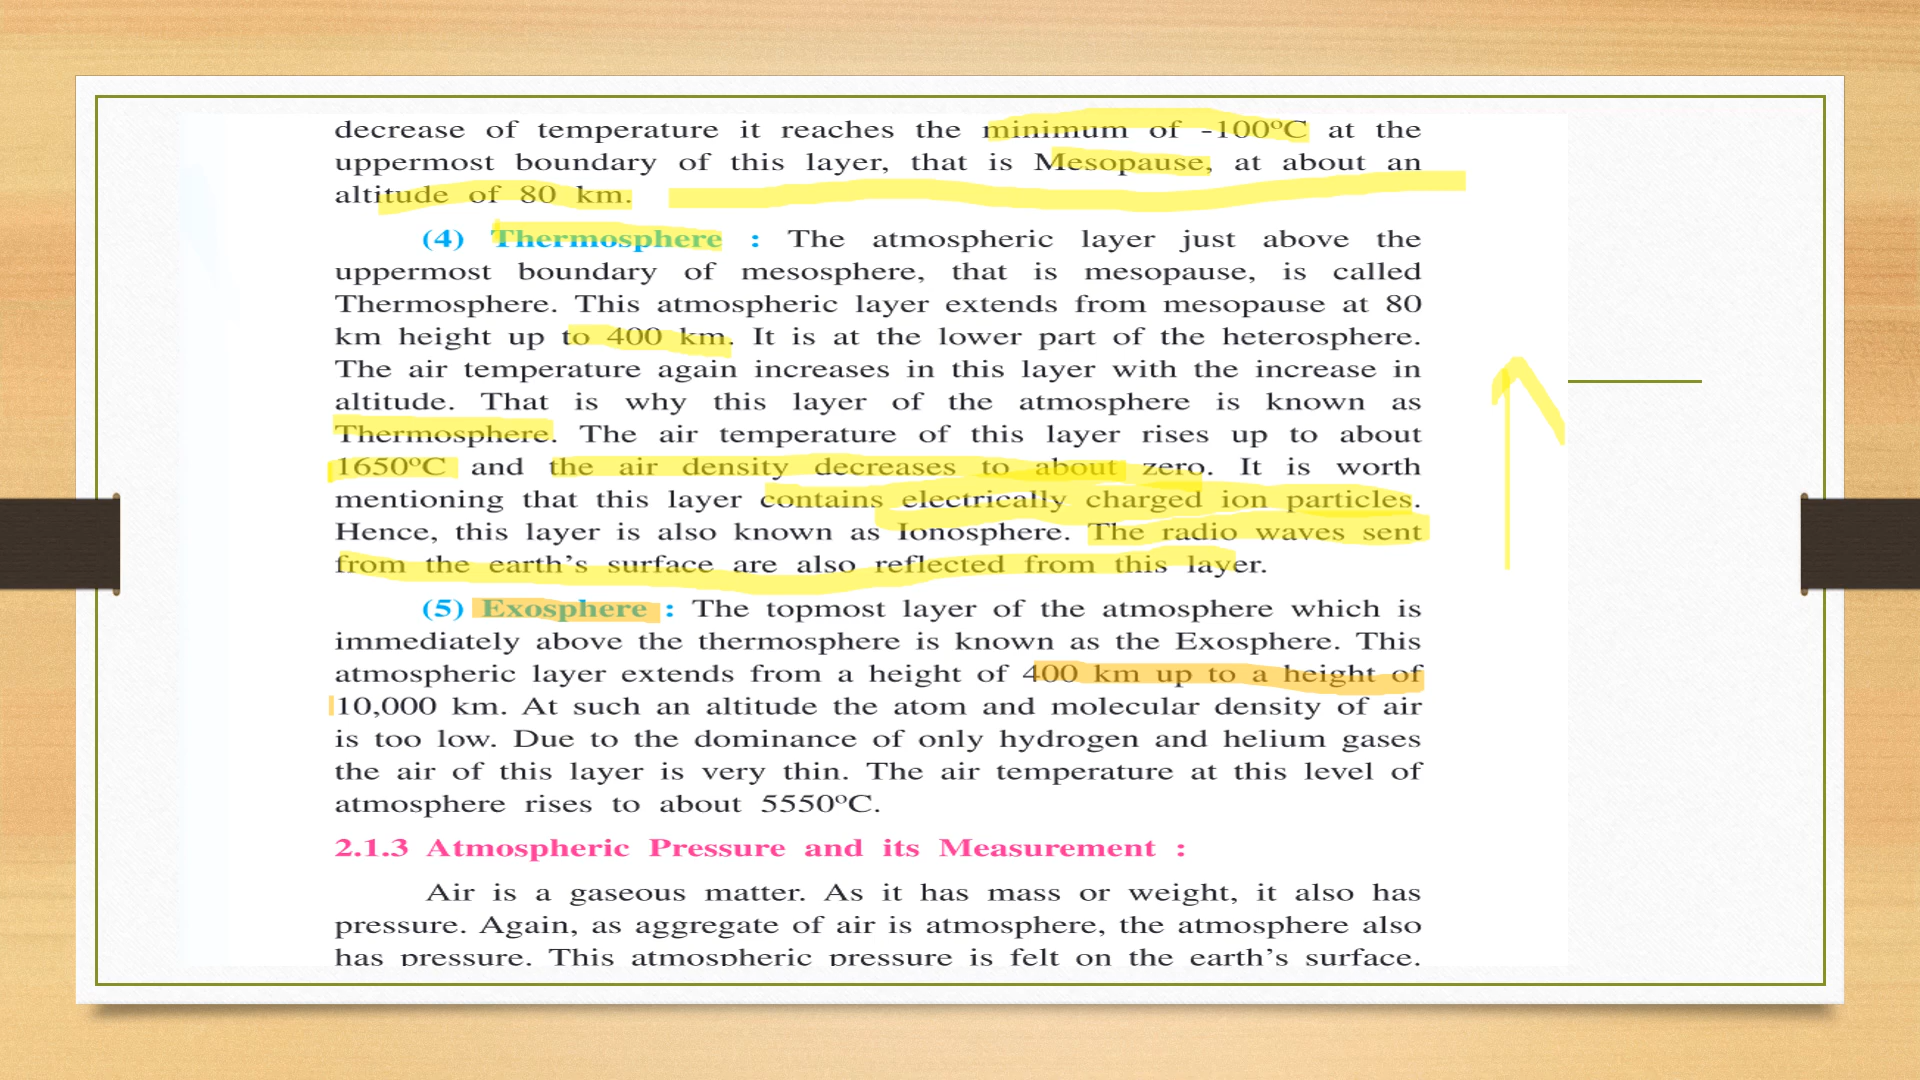 decrease of temperature it reaches the minimum of -100°C at the
uppermost boundary of this layer, that is Mesopause, at about an
altitude of 80 km.
(4) Thermosphere : The atmospheric layer just above the
uppermost boundary of mesosphere, that is mesopause, is called
Thermosphere. This atmospheric layer extends from mesopause at 80
km height up to 400 km. It is at the lower part of the heterosphere.
The air temperature again increases in this layer with the increase in
altitude. That is why this layer of the atmosphere is known as
Thermosphere. The air temperature of this layer rises up to about
1650°C and the air density decreases to about zero. It is worth
mentioning that this layer contains electrically charged ion particles.
Hence, this layer is also known as Ionosphere. The radio waves sent
from the earth's surface are also reflected from this layer.
(5) Exosphere : The topmost layer of the atmosphere which is
immediately above the thermosphere is known as the Exosphere. This
atmospheric layer extends from a height of 400 km up to a height of
10,000 km. At such an altitude the atom and molecular density of air
is too low. Due to the dominance of only hydrogen and helium gases
the air of this layer is very thin. The air temperature at this level of
atmosphere rises to about 5550°C.
2.1.3 Atmospheric Pressure and its Measurement :
Air is a gaseous matter. As it has mass or weight, it also has
pressure. Again, as aggregate of air is atmosphere, the atmosphere also
has pressure. This atmospheric pressure is felt on the earth's surface.